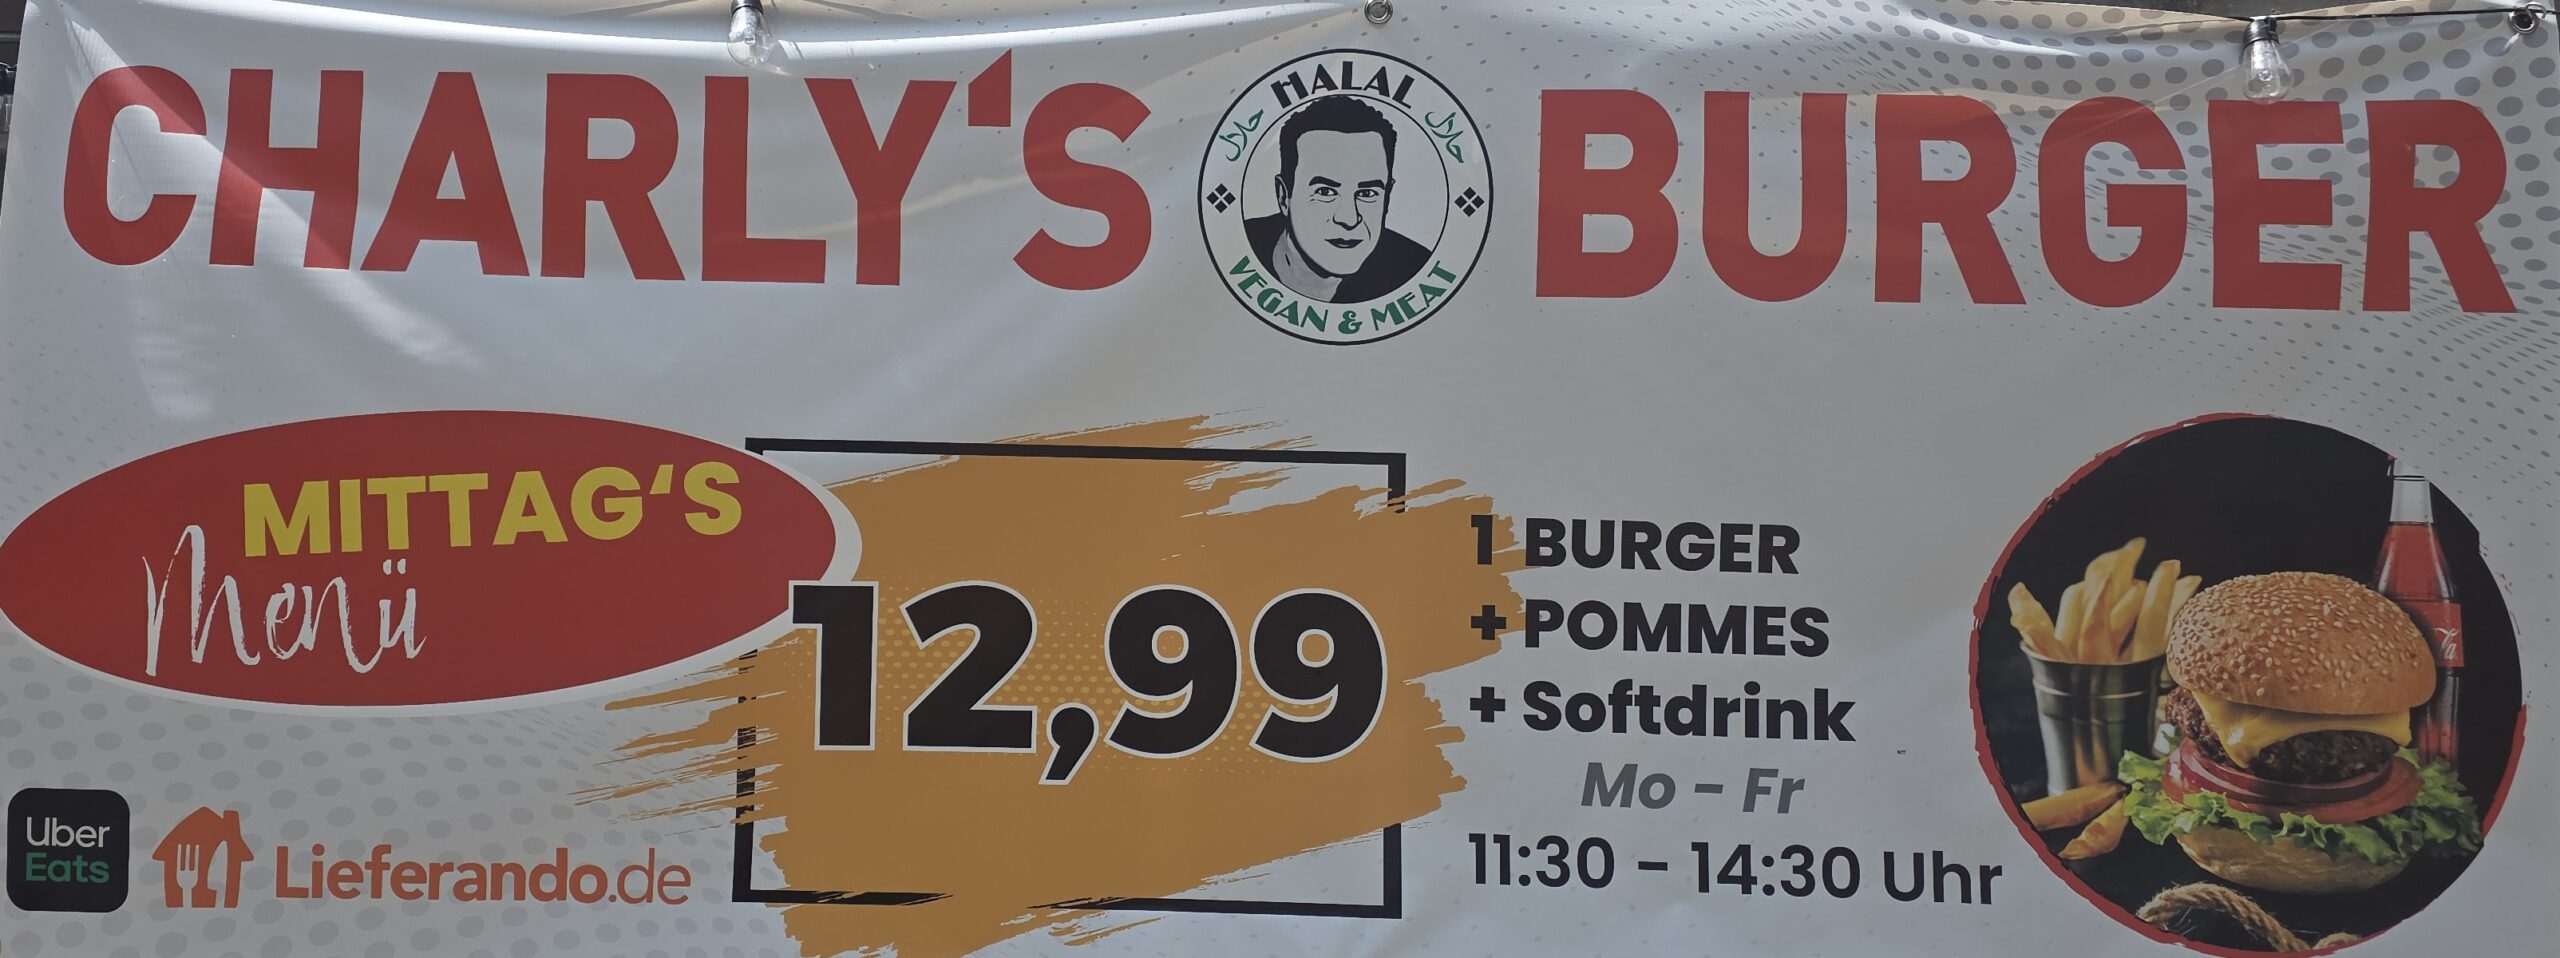 CHARLY'S BURGER
HALAL
حلال
حلال
VEGAN & MEAT
MITTAG'S
Menü
12,99
1 BURGER
+ POMMES
+ Softdrink
Mo - Fr
11:30 - 14:30 Uhr
Uber
Eats
Lieferando.de